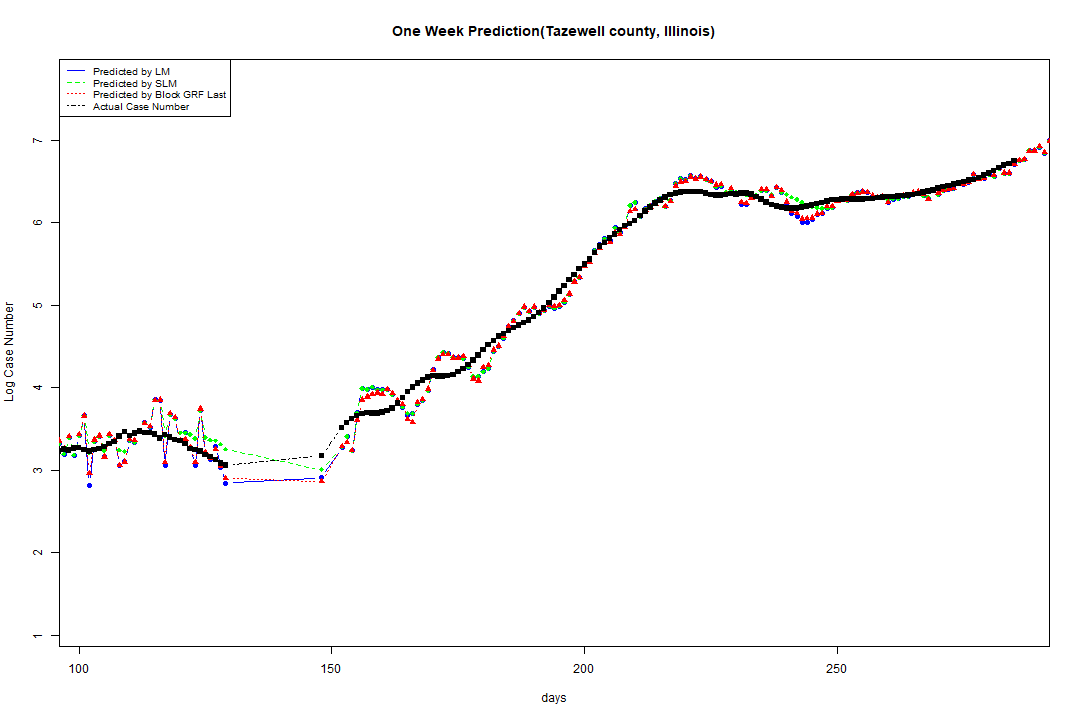 One Week Prediction(Tazewell county, Illinois)
Predicted by LM
Predicted by SLM
Predicted by Block GRF Last
Actual Case Number
Log Case Number
7
6
5
4
3
2
1
100 150 200 250
days